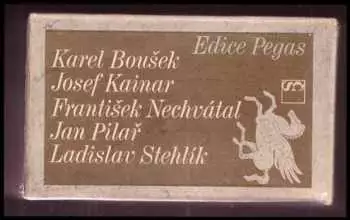 Edice Pegas
Karel Boušek
Josef Kainar
František Nechvátal
Jan Pilař
Ladislav Stehlík